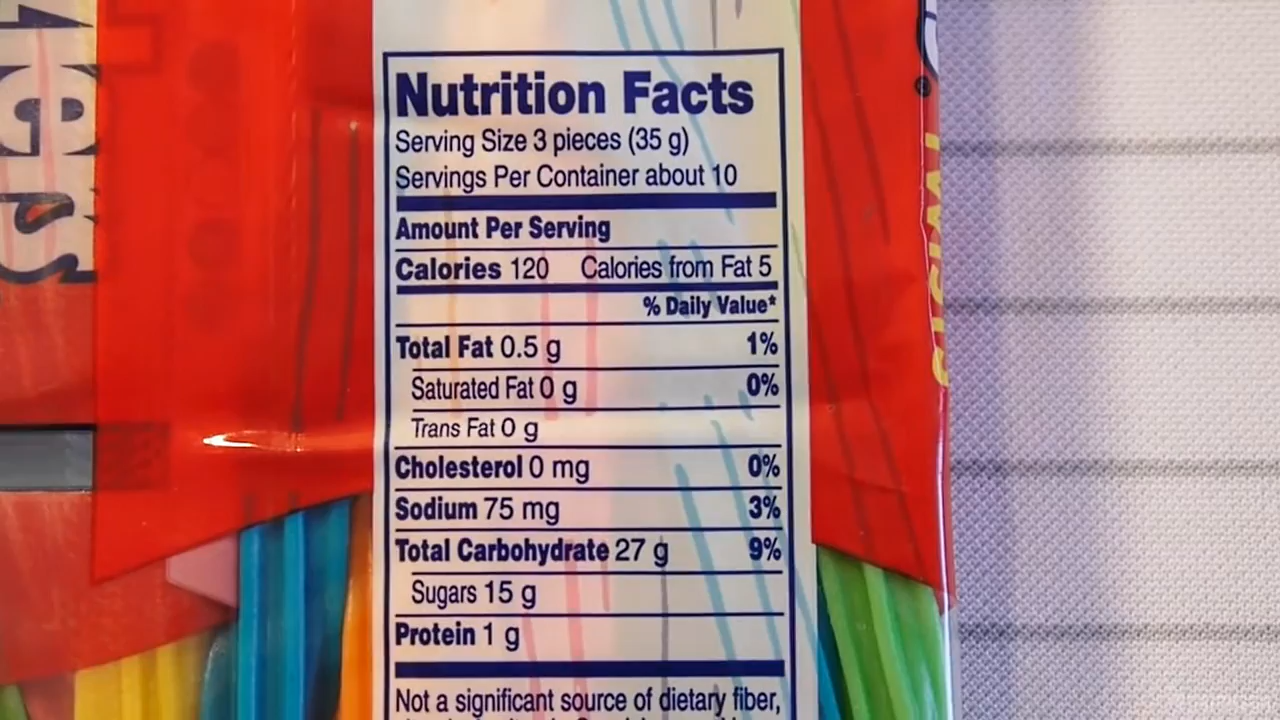 Nutrition Facts
Serving Size 3 pieces (35 g)
Servings Per Container about 10
Amount Per Serving
Calories 120 Calories from Fat 5
% Daily Value*
Total Fat 0.5 g 1%
Saturated Fat 0 g 0%
Trans Fat 0 g
Cholesterol 0 mg 0%
Sodium 75 mg 3%
Total Carbohydrate 27 g 9%
Sugars 15 g
Protein 1 g
Not a significant source of dietary fiber,